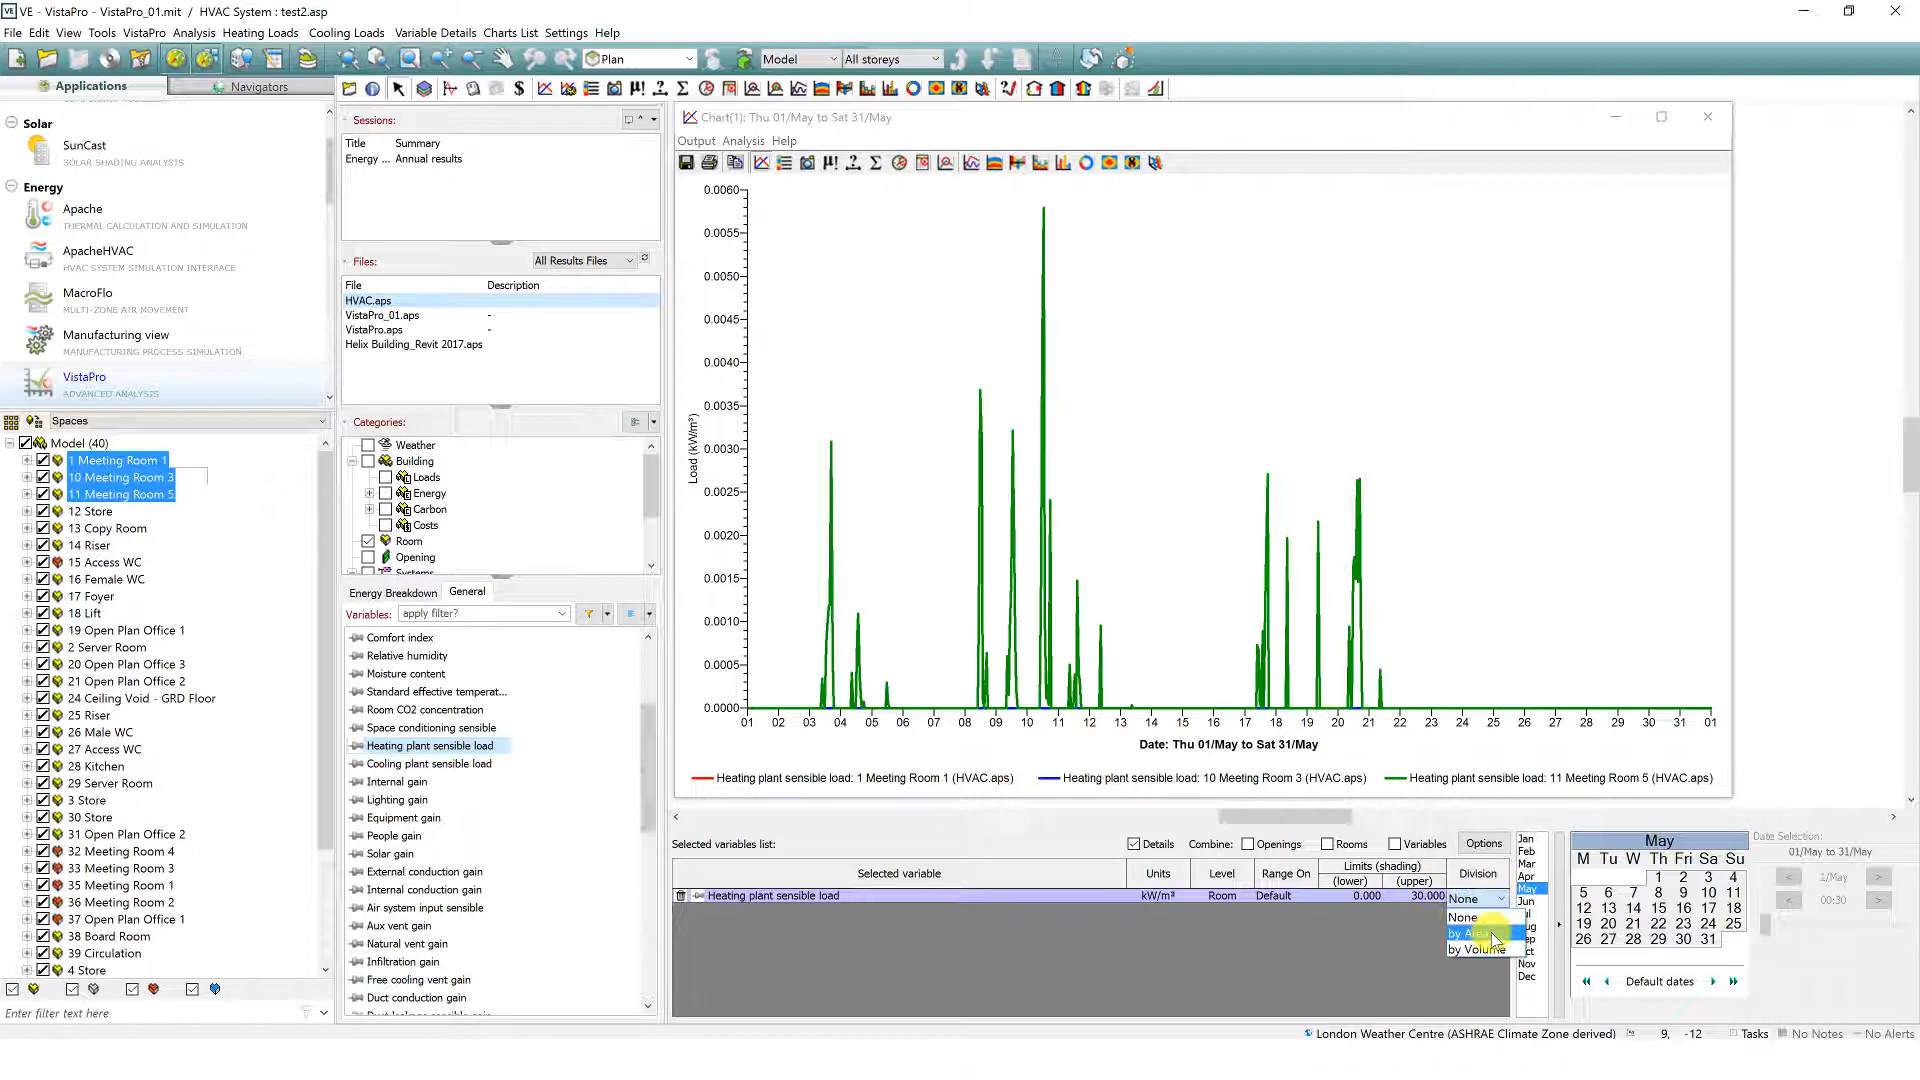 VE - VistaPro - VistaPro_01.mit / HVAC System : test2.asp
File Edit View Tools VistaPro Analysis Heating Loads Cooling Loads Variable Details Charts List Settings Help
Plan
Model
All storeys
Applications
Navigators
Solar
SunCast
SOLAR SHADING ANALYSIS
Energy
Apache
THERMAL CALCULATION AND SIMULATION
ApacheHVAC
HVAC SYSTEM SIMULATION INTERFACE
MacroFlo
MULTI-ZONE AIR MOVEMENT
Manufacturing view
MANUFACTURING PROCESS SIMULATION
VistaPro
ADVANCED ANALYSIS
Spaces
Model (40)
1 Meeting Room 1
10 Meeting Room 3
11 Meeting Room 5
12 Store
13 Copy Room
14 Riser
15 Access WC
16 Female WC
17 Foyer
18 Lift
19 Open Plan Office 1
2 Server Room
20 Open Plan Office 3
21 Open Plan Office 2
24 Ceiling Void - GRD Floor
25 Riser
26 Male WC
27 Access WC
28 Kitchen
29 Server Room
3 Store
30 Store
31 Open Plan Office 2
32 Meeting Room 4
33 Meeting Room 3
35 Meeting Room 1
36 Meeting Room 2
37 Open Plan Office 1
38 Board Room
39 Circulation
4 Store
Enter filter text here
Sessions:
Title Summary
Energy ... Annual results
Files:
All Results Files
File Description
HVAC.aps
VistaPro_01.aps -
VistaPro.aps -
Helix Building_Revit 2017.aps
Categories:
Weather
Building
Loads
Energy
Carbon
Costs
Room
Opening
Systems
Energy Breakdown General
Variables: apply filter?
Comfort index
Relative humidity
Moisture content
Standard effective temperat...
Room CO2 concentration
Space conditioning sensible
Heating plant sensible load
Cooling plant sensible load
Internal gain
Lighting gain
Equipment gain
People gain
Solar gain
External conduction gain
Internal conduction gain
Air system input sensible
Aux vent gain
Natural vent gain
Infiltration gain
Free cooling vent gain
Duct conduction gain
Chart(1): Thu 01/May to Sat 31/May
Output Analysis Help
0.0060
0.0055
0.0050
0.0045
0.0040
0.0035
0.0030
0.0025
0.0020
0.0015
0.0010
0.0005
0.0000
Load (kW/m³)
01 02 03 04 05 06 07 08 09 10 11 12 13 14 15 16 17 18 19 20 21 22 23 24 25 26 27 28 29 30 31 01
Date: Thu 01/May to Sat 31/May
Heating plant sensible load: 1 Meeting Room 1 (HVAC.aps)
Heating plant sensible load: 10 Meeting Room 3 (HVAC.aps)
Heating plant sensible load: 11 Meeting Room 5 (HVAC.aps)
Selected variables list:
Details Combine: Openings Rooms Variables Options
Selected variable Units Level Range On Limits (shading) Division
(lower) (upper)
Heating plant sensible load kW/m³ Room Default 0.000 30.000 None
None
by Area
by Volume
Jan
Feb
Mar
Apr
May
Jun
Nov
Dec
May
M Tu W Th Fri Sa Su
1 2 3 4
5 6 7 8 9 10 11
12 13 14 15 16 17 18
19 20 21 22 23 24 25
26 27 28 29 30 31
Default dates
Date Selection:
01/May to 31/May
< 1/May >
< 00:30 >
London Weather Centre (ASHRAE Climate Zone derived) 9, -12 Tasks No Notes No Alerts